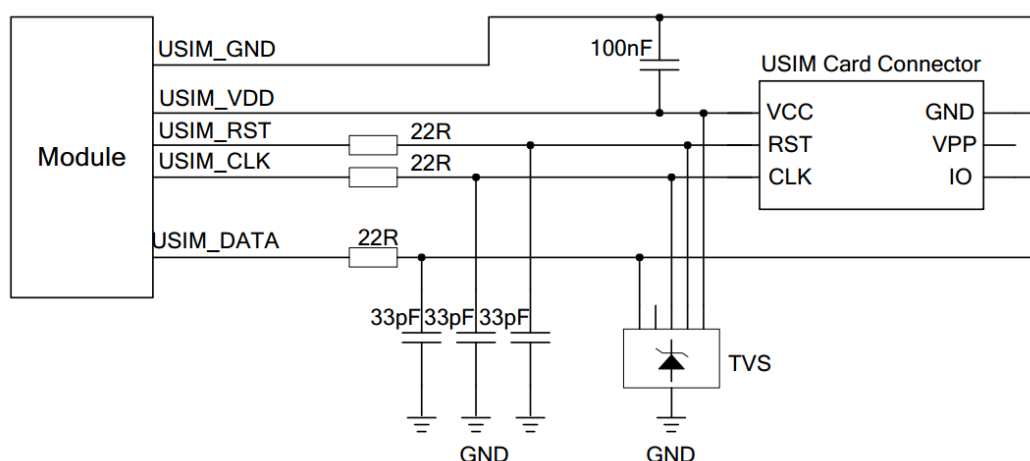 USIM_GND
100nF
USIM Card Connector
USIM_VDD
VCC
GND
USIM_RST
22R
RST
VPP
Module
USIM_CLK
22R
CLK
IO
USIM_DATA
22R
33pF 33pF 33pF
TVS
GND
GND